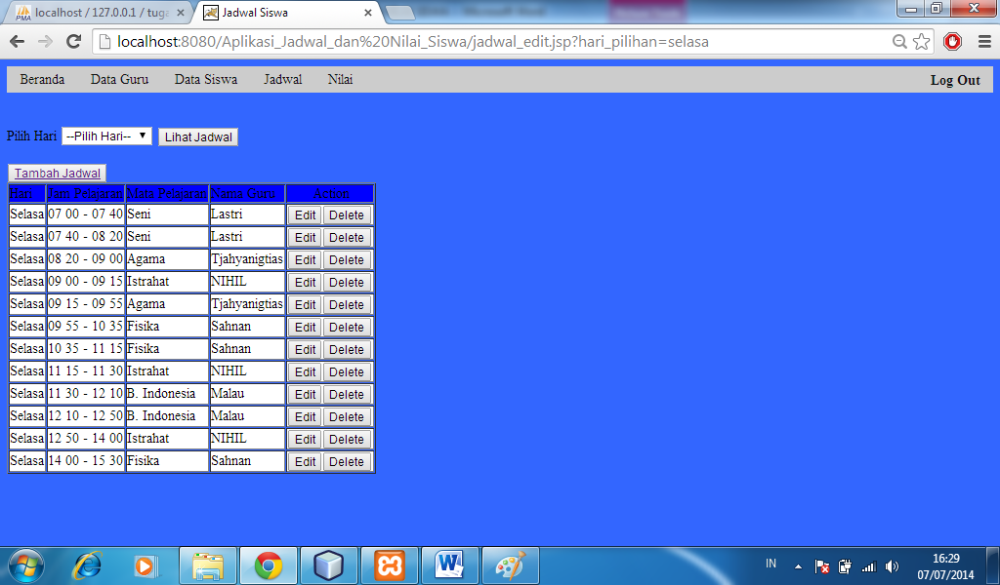 localhost / 127.0.0.1 / tuga
Jadwal Siswa
localhost:8080/Aplikasi_Jadwal_dan%20Nilai_Siswa/jadwal_edit.jsp?hari_pilihan=selasa
Beranda Data Guru Data Siswa Jadwal Nilai Log Out
Pilih Hari --Pilih Hari-- Lihat Jadwal
Tambah Jadwal
Hari Jam Pelajaran Mata Pelajaran Nama Guru Action
Selasa 07 00 - 07 40 Seni Lastri Edit Delete
Selasa 07 40 - 08 20 Seni Lastri Edit Delete
Selasa 08 20 - 09 00 Agama Tjahyanigtias Edit Delete
Selasa 09 00 - 09 15 Istrahat NIHIL Edit Delete
Selasa 09 15 - 09 55 Agama Tjahyanigtias Edit Delete
Selasa 09 55 - 10 35 Fisika Sahnan Edit Delete
Selasa 10 35 - 11 15 Fisika Sahnan Edit Delete
Selasa 11 15 - 11 30 Istrahat NIHIL Edit Delete
Selasa 11 30 - 12 10 B. Indonesia Malau Edit Delete
Selasa 12 10 - 12 50 B. Indonesia Malau Edit Delete
Selasa 12 50 - 14 00 Istrahat NIHIL Edit Delete
Selasa 14 00 - 15 30 Fisika Sahnan Edit Delete
IN 16:29
07/07/2014